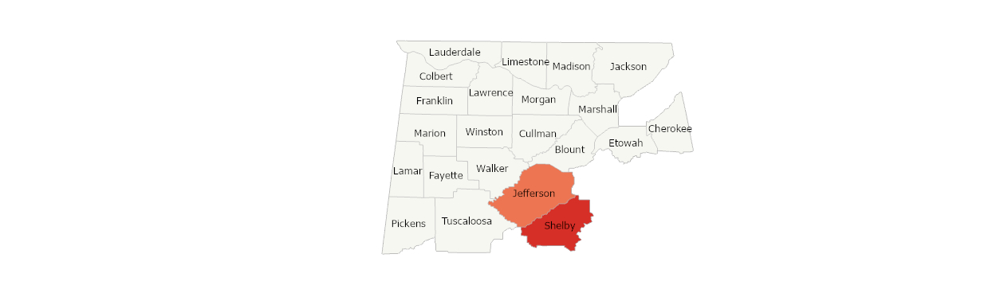 Lauderdale
Limestone
Madison
Jackson
Colbert
Lawrence
Franklin
Morgan
Marshall
Cherokee
Marion
Winston
Cullman
Etowah
Blount
Lamar
Fayette
Walker
Jefferson
Pickens
Tuscaloosa
Shelby